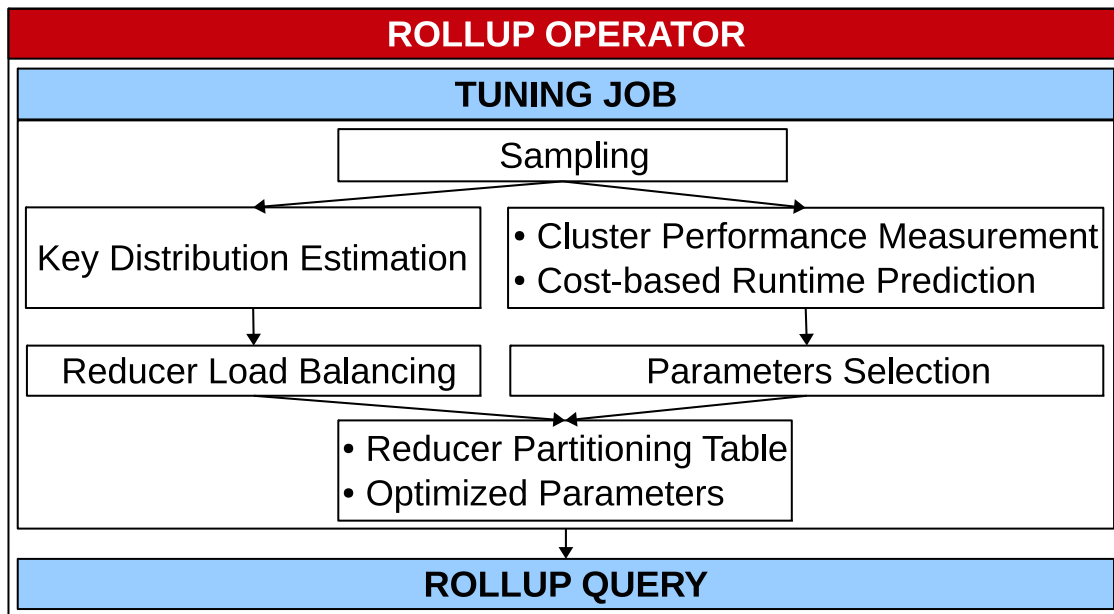 ROLLUP OPERATOR
TUNING JOB
Sampling
Key Distribution Estimation
• Cluster Performance Measurement
• Cost-based Runtime Prediction
Reducer Load Balancing
Parameters Selection
• Reducer Partitioning Table
• Optimized Parameters
ROLLUP QUERY